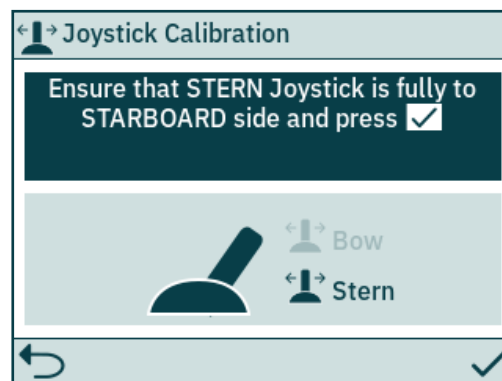 Joystick Calibration
Ensure that STERN Joystick is fully to
STARBOARD side and press
Bow
Stern